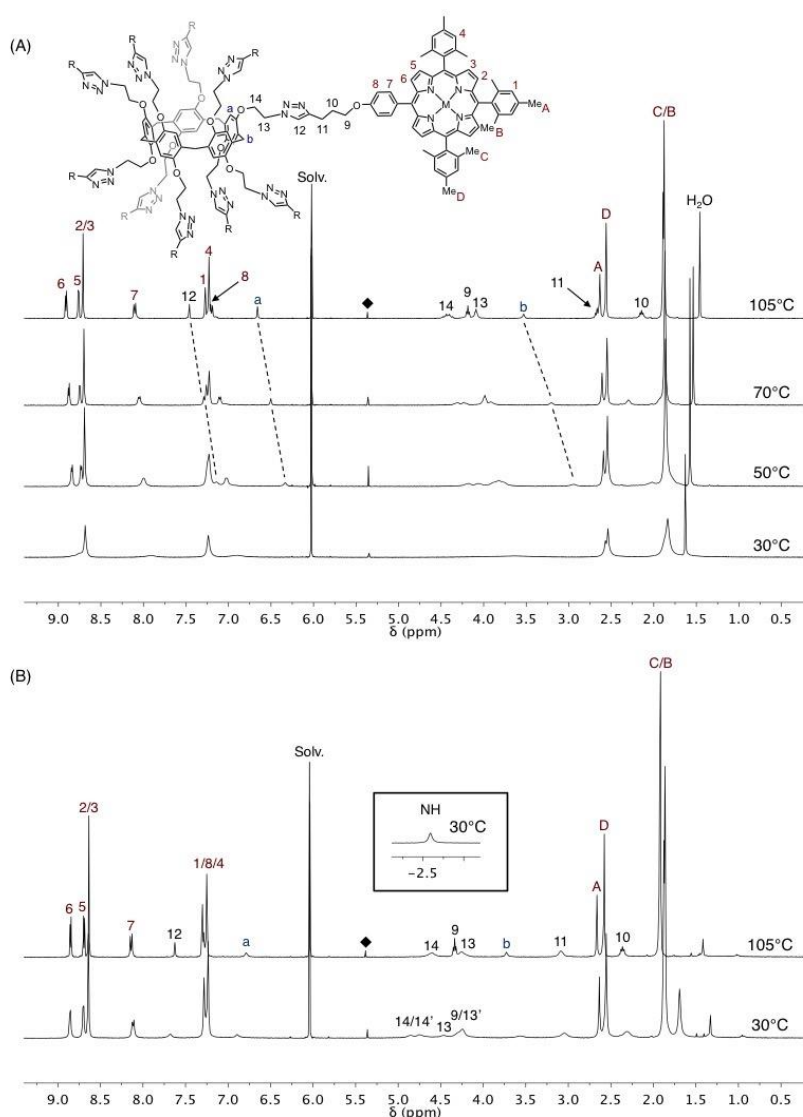 (A)
R
R
R
R
R
N=N
N
14
a
b
13
12
11
10
9
8
7
5
6
4
3
2
1
M
Me A
Me
B
Me
C
Me
D
R
R
R
R
C/B
Solv.
H₂O
2/3
D
6
5
7
12
1
4
8
a
◆
14
9
13
b
11
A
10
105°C
70°C
50°C
30°C
9.0 8.5 8.0 7.5 7.0 6.5 6.0 5.5 5.0 4.5 4.0 3.5 3.0 2.5 2.0 1.5 1.0 0.5
δ (ppm)
(B)
C/B
Solv.
2/3
NH
30°C
−2.5
D
1/8/4
A
6
5
7
12
a
◆
14
9
13
b
11
10
105°C
14/14’
13
9/13’
30°C
9.0 8.5 8.0 7.5 7.0 6.5 6.0 5.5 5.0 4.5 4.0 3.5 3.0 2.5 2.0 1.5 1.0 0.5
δ (ppm)